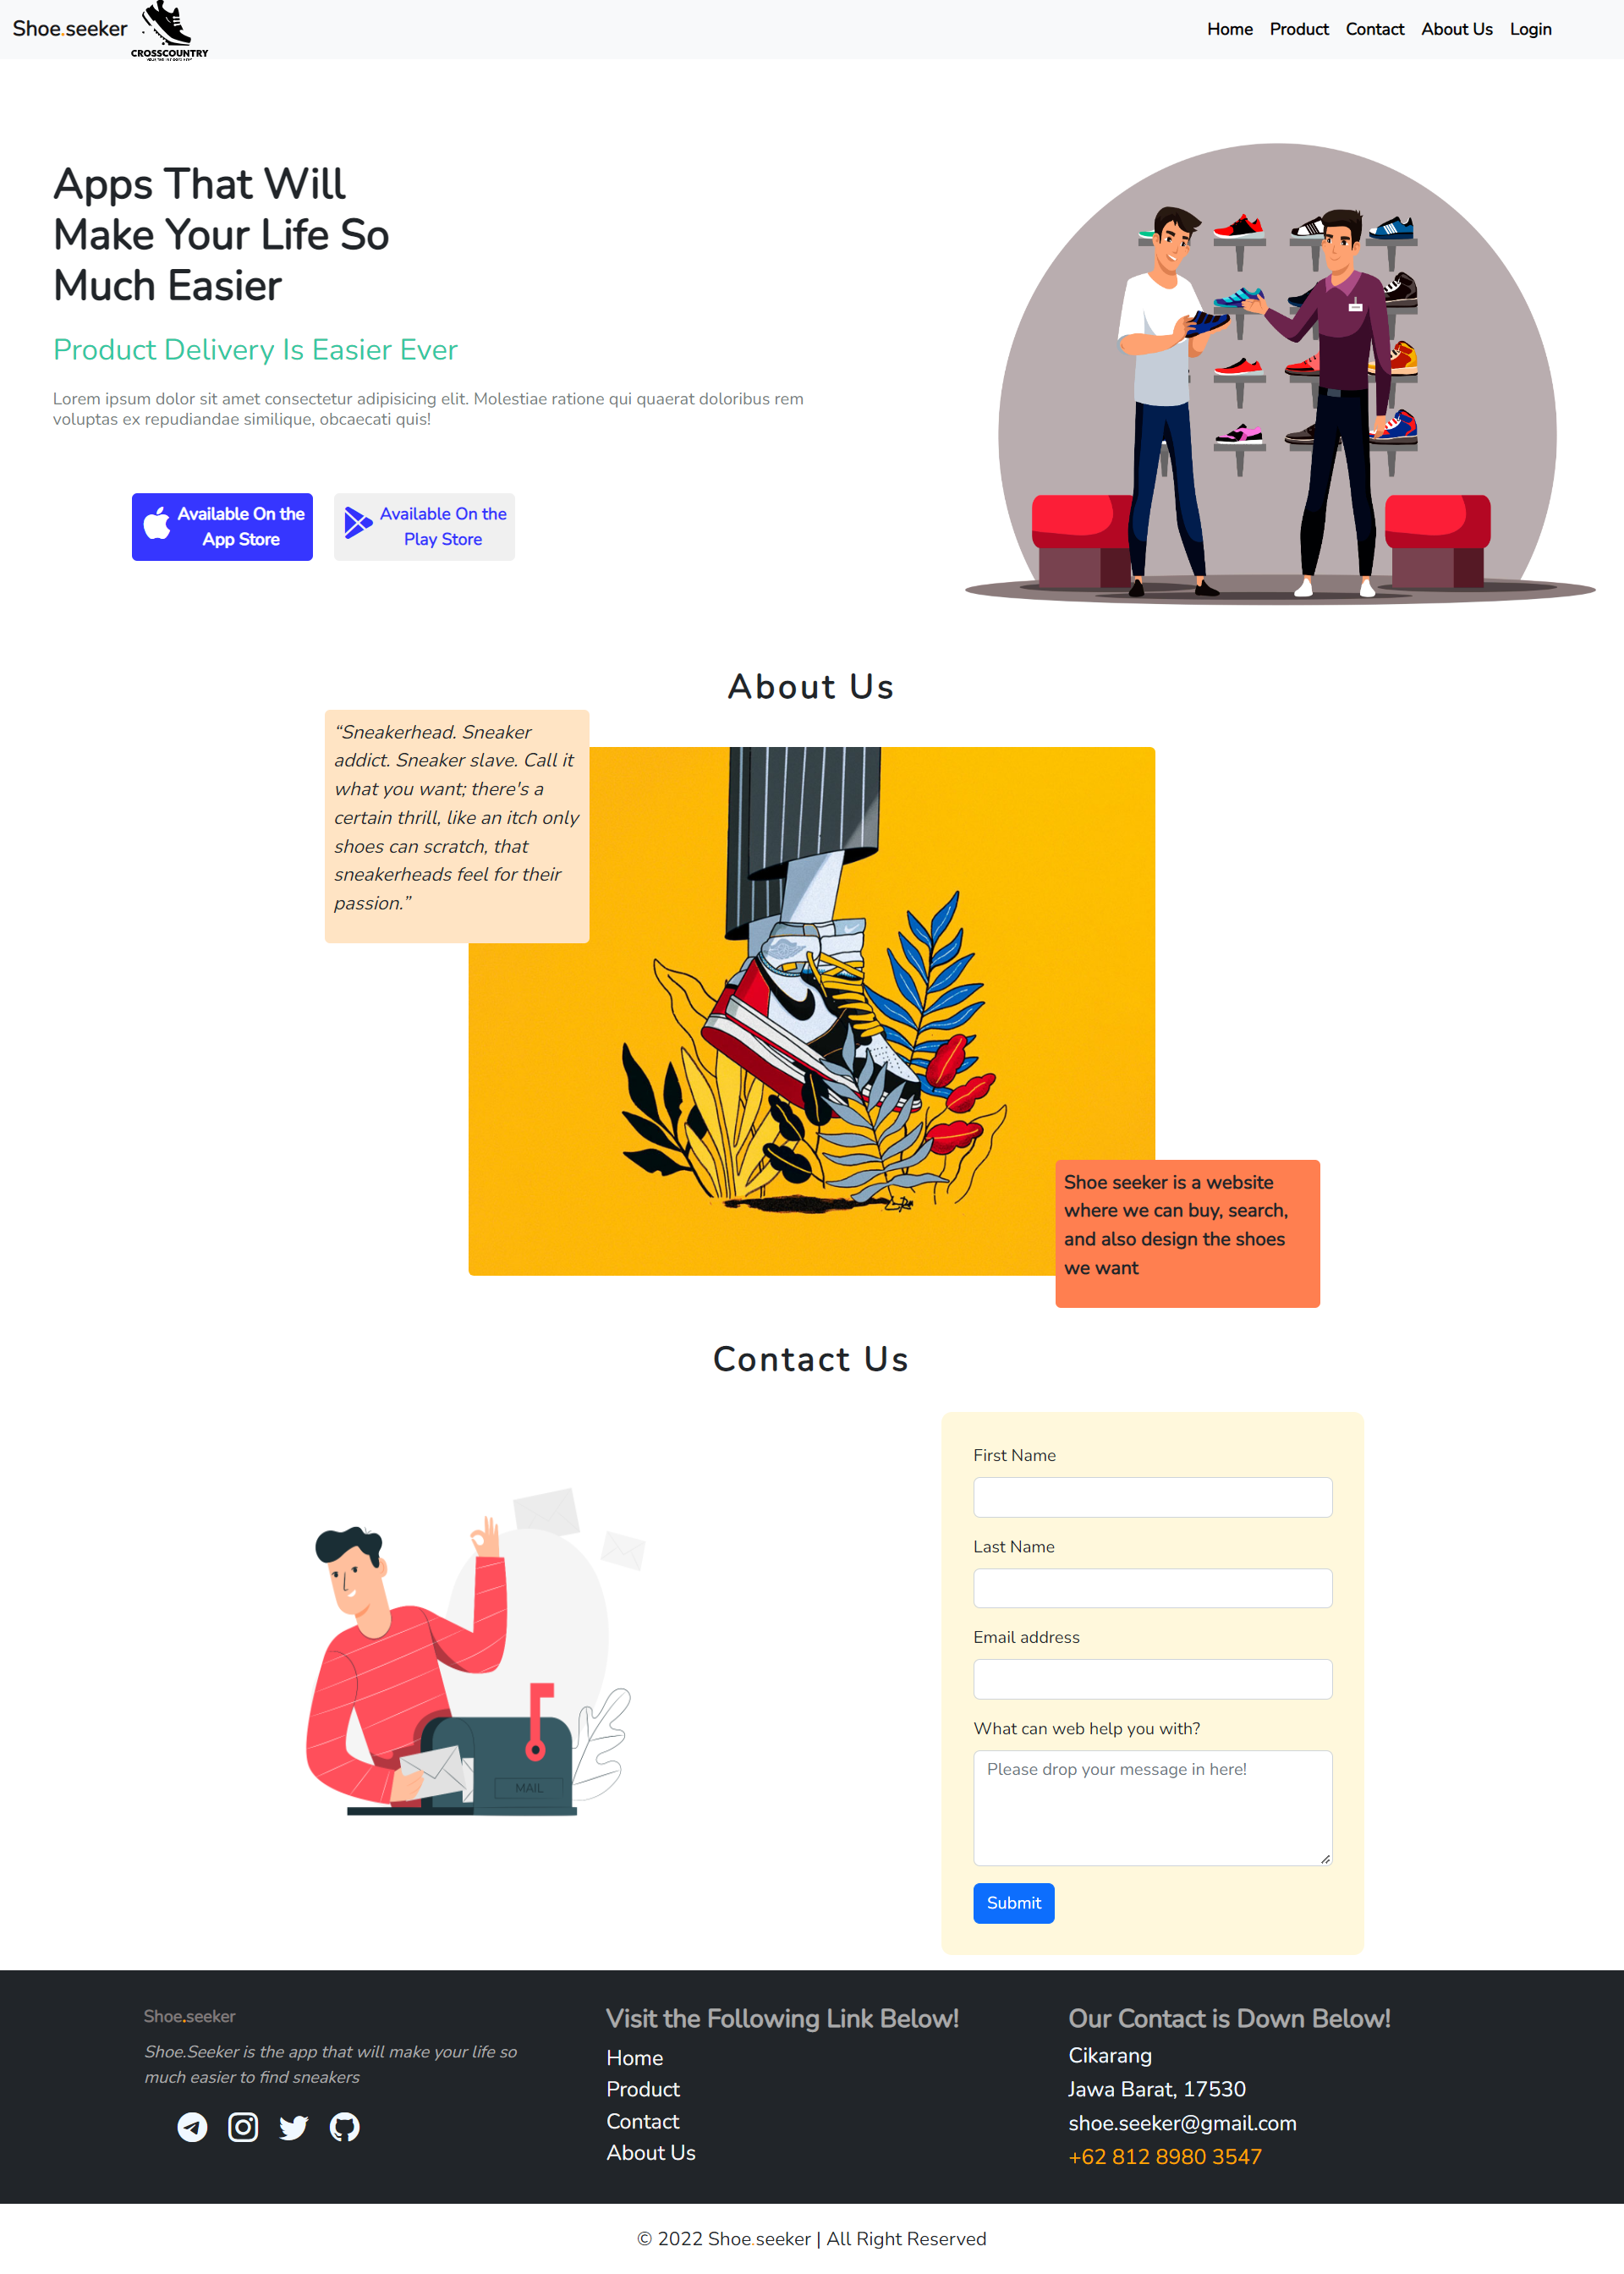 Shoe.seeker
CROSSCOUNTRY
Home Product Contact About Us Login
Apps That Will
Make Your Life So
Much Easier
Product Delivery Is Easier Ever
Lorem ipsum dolor sit amet consectetur adipisicing elit. Molestiae ratione qui quaerat doloribus rem
voluptas ex repudiandae similique, obcaecati quis!
Available On the
App Store
Available On the
Play Store
About Us
“Sneakerhead. Sneaker
addict. Sneaker slave. Call it
what you want; there's a
certain thrill, like an itch only
shoes can scratch, that
sneakerheads feel for their
passion.”
Shoe seeker is a website
where we can buy, search,
and also design the shoes
we want
Contact Us
MAIL
First Name
Last Name
Email address
What can web help you with?
Please drop your message in here!
Submit
Shoe.seeker
Shoe.Seeker is the app that will make your life so
much easier to find sneakers
Visit the Following Link Below!
Home
Product
Contact
About Us
Our Contact is Down Below!
Cikarang
Jawa Barat, 17530
shoe.seeker@gmail.com
+62 812 8980 3547
© 2022 Shoe.seeker | All Right Reserved